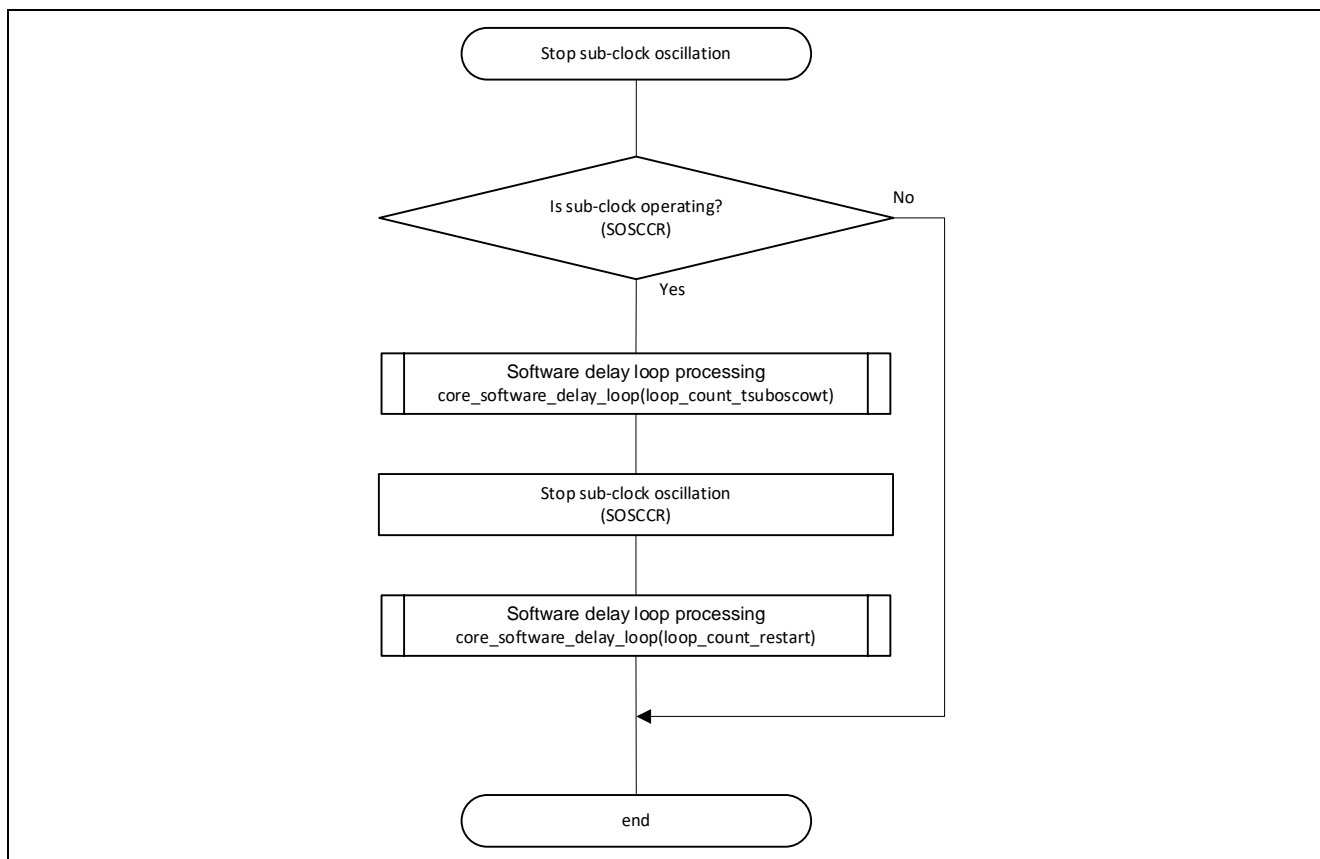 Stop sub-clock oscillation
Is sub-clock operating?
(SOSCCR)
No
Yes
Software delay loop processing
core_software_delay_loop(loop_count_tsuboscowt)
Stop sub-clock oscillation
(SOSCCR)
Software delay loop processing
core_software_delay_loop(loop_count_restart)
end